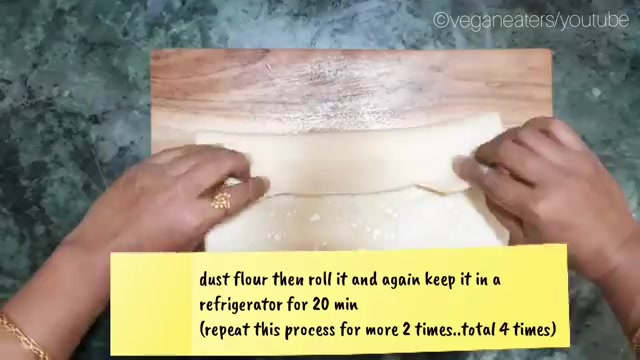 ©veganeaters/youtube
dust flour then roll it and again keep it in a
refrigerator for 20 min
(repeat this process for more 2 times..total 4 times)